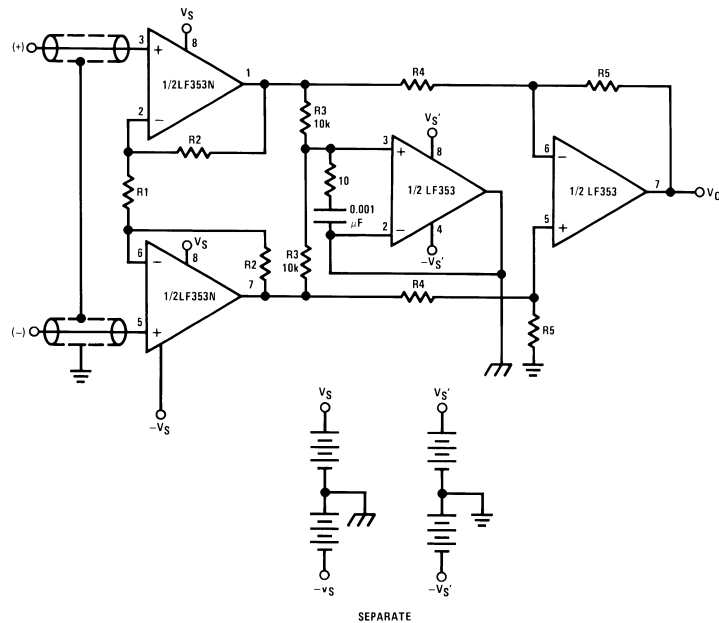 VS
(+)
3
+
8
1/2LF353N
1
2
−
R2
R1
R3
10k
R4
R5
VS'
3
+
8
1/2 LF353
10
0.001
µF
2
−
4
−VS'
6
−
1/2 LF353
7
VO
5
+
VS
6
−
8
R2
7
1/2LF353N
R3
10k
R4
R5
(−)
5
+
−VS
VS
VS'
−vS
−VS'
SEPARATE